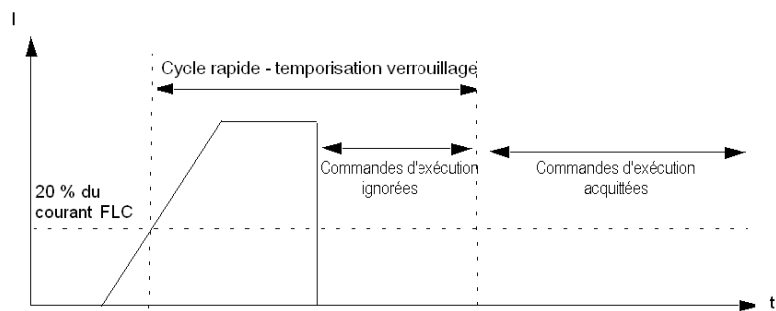 I
Cycle rapide - temporisation verrouillage
Commandes d'exécution
ignorées
Commandes d'exécution
acquittées
20 % du
courant FLC
t